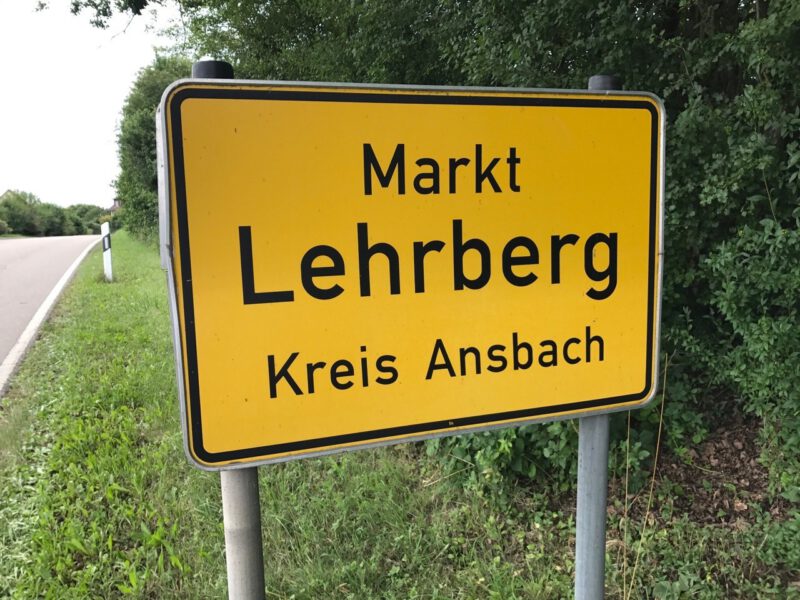 Markt
Lehrberg
Kreis Ansbach